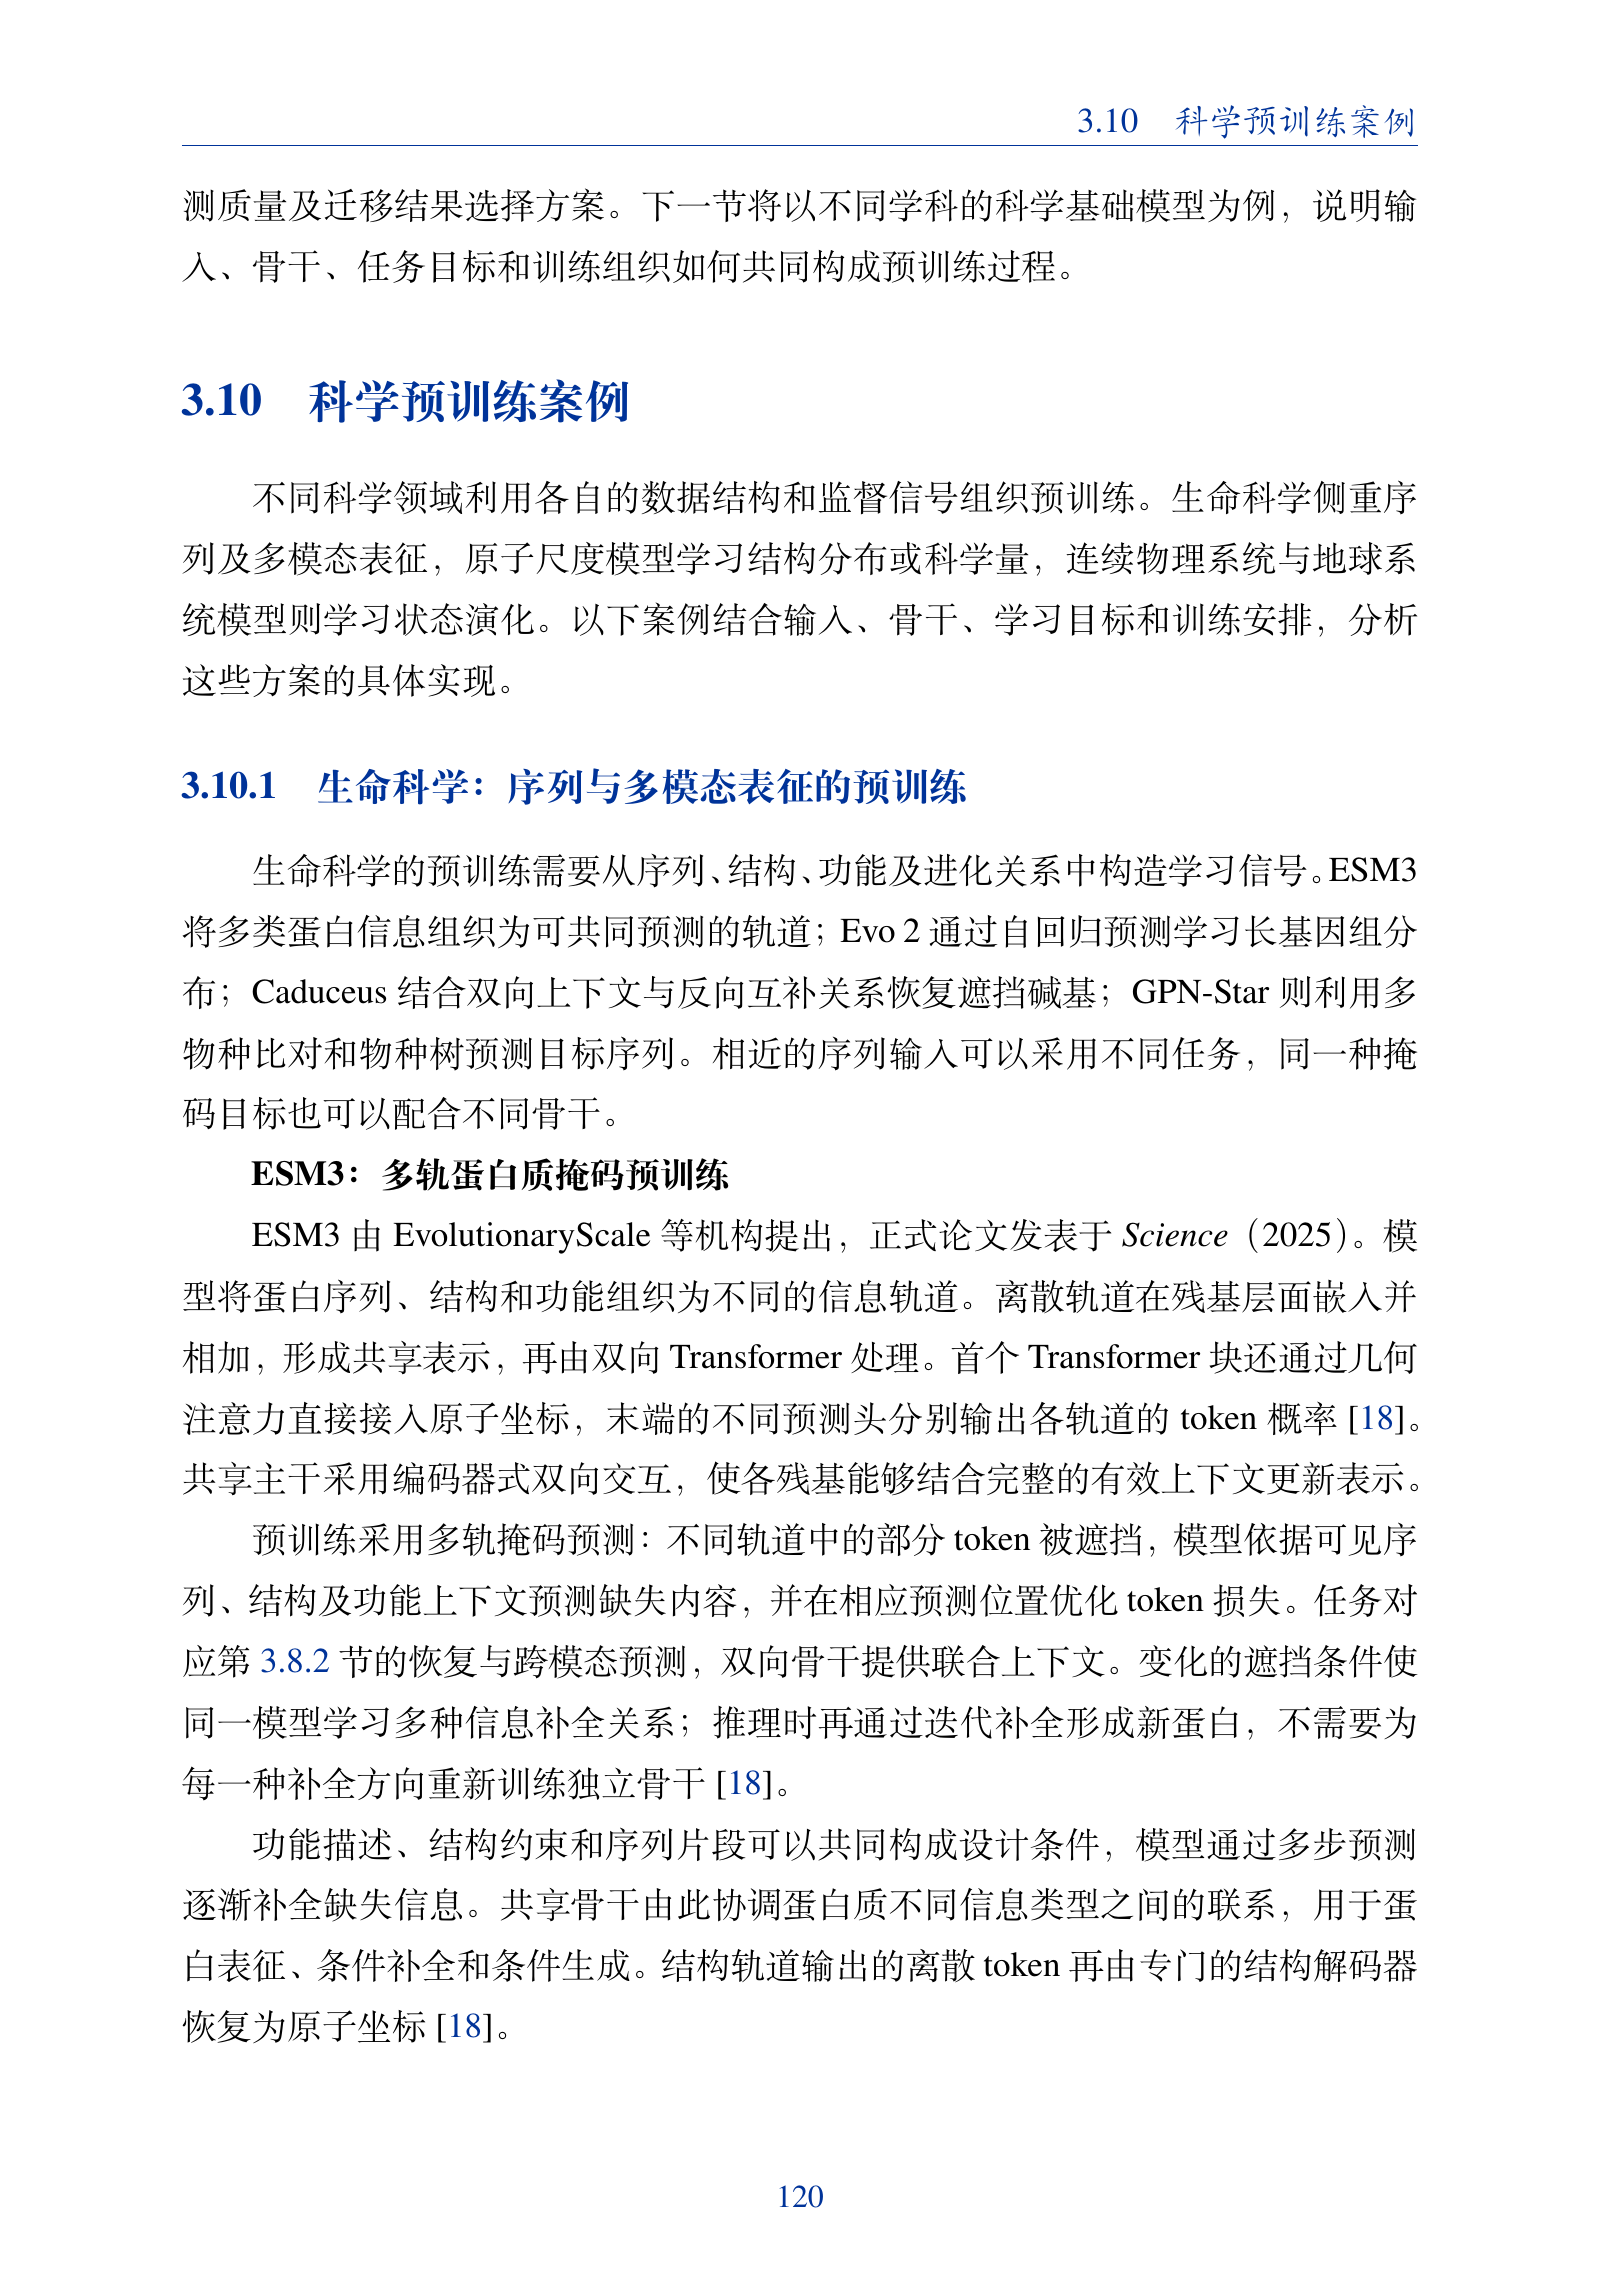 3.10 科学预训练案例
测质量及迁移结果选择方案。下一节将以不同学科的科学基础模型为例，说明输
入、骨干、任务目标和训练组织如何共同构成预训练过程。
3.10 科学预训练案例
不同科学领域利用各自的数据结构和监督信号组织预训练。生命科学侧重序
列及多模态表征，原子尺度模型学习结构分布或科学量，连续物理系统与地球系
统模型则学习状态演化。以下案例结合输入、骨干、学习目标和训练安排，分析
这些方案的具体实现。
3.10.1 生命科学：序列与多模态表征的预训练
生命科学的预训练需要从序列、结构、功能及进化关系中构造学习信号。ESM3
将多类蛋白信息组织为可共同预测的轨道；Evo 2 通过自回归预测学习长基因组分
布；Caduceus 结合双向上下文与反向互补关系恢复遮挡碱基；GPN-Star 则利用多
物种比对和物种树预测目标序列。相近的序列输入可以采用不同任务，同一种掩
码目标也可以配合不同骨干。
ESM3：多轨蛋白质掩码预训练
ESM3 由 EvolutionaryScale 等机构提出，正式论文发表于 Science（2025）。模
型将蛋白序列、结构和功能组织为不同的信息轨道。离散轨道在残基层面嵌入并
相加，形成共享表示，再由双向 Transformer 处理。首个 Transformer 块还通过几何
注意力直接接入原子坐标，末端的不同预测头分别输出各轨道的 token 概率 [18]。
共享主干采用编码器式双向交互，使各残基能够结合完整的有效上下文更新表示。
预训练采用多轨掩码预测：不同轨道中的部分 token 被遮挡，模型依据可见序
列、结构及功能上下文预测缺失内容，并在相应预测位置优化 token 损失。任务对
应第 3.8.2 节的恢复与跨模态预测，双向骨干提供联合上下文。变化的遮挡条件使
同一模型学习多种信息补全关系；推理时再通过迭代补全形成新蛋白，不需要为
每一种补全方向重新训练独立骨干 [18]。
功能描述、结构约束和序列片段可以共同构成设计条件，模型通过多步预测
逐渐补全缺失信息。共享骨干由此协调蛋白质不同信息类型之间的联系，用于蛋
白表征、条件补全和条件生成。结构轨道输出的离散 token 再由专门的结构解码器
恢复为原子坐标 [18]。
120